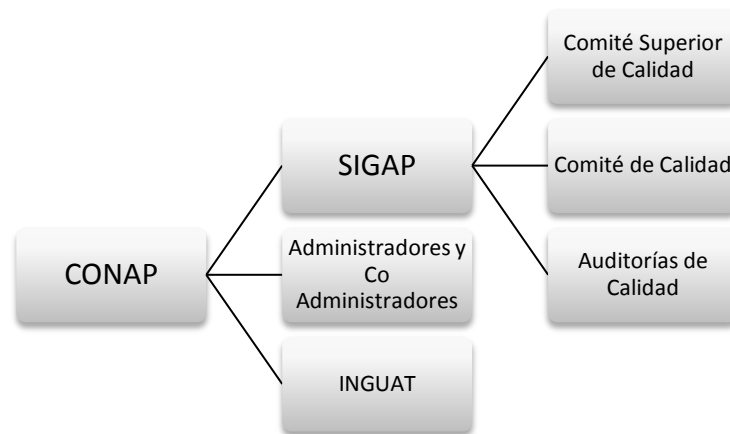 CONAP
SIGAP
Administradores y
Co
Administradores
INGUAT
Comité Superior
de Calidad
Comité de Calidad
Auditorías de
Calidad